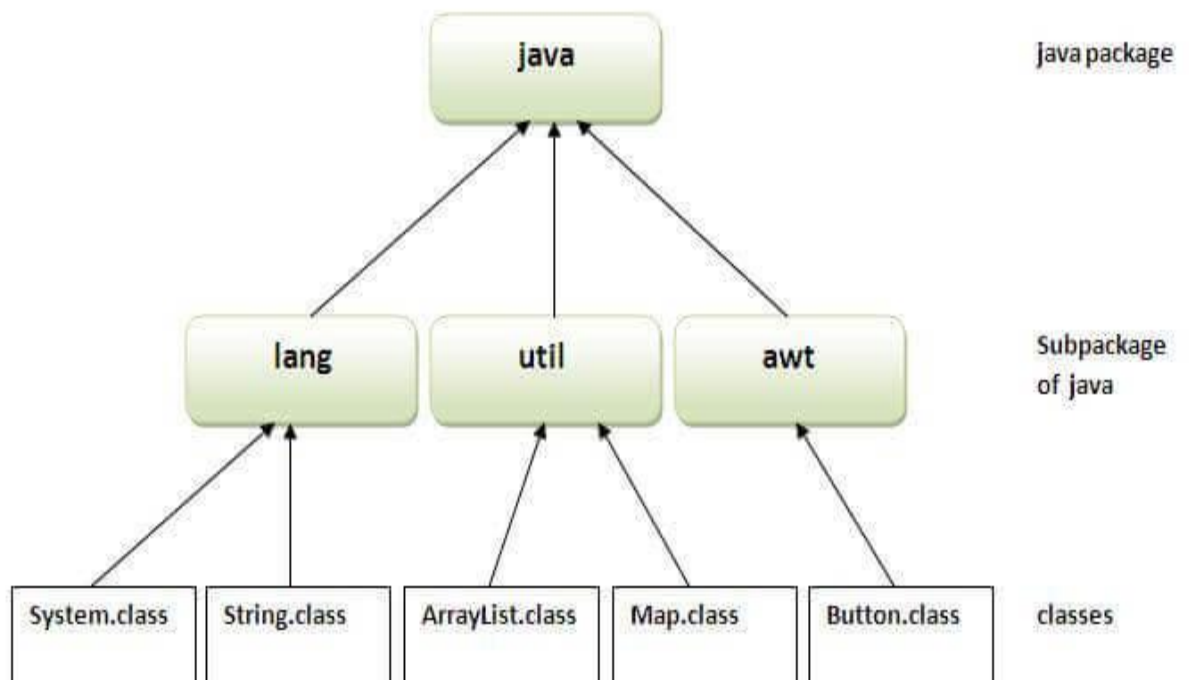 java
java package
lang
util
awt
Subpackage
of java
System.class
String.class
ArrayList.class
Map.class
Button.class
classes